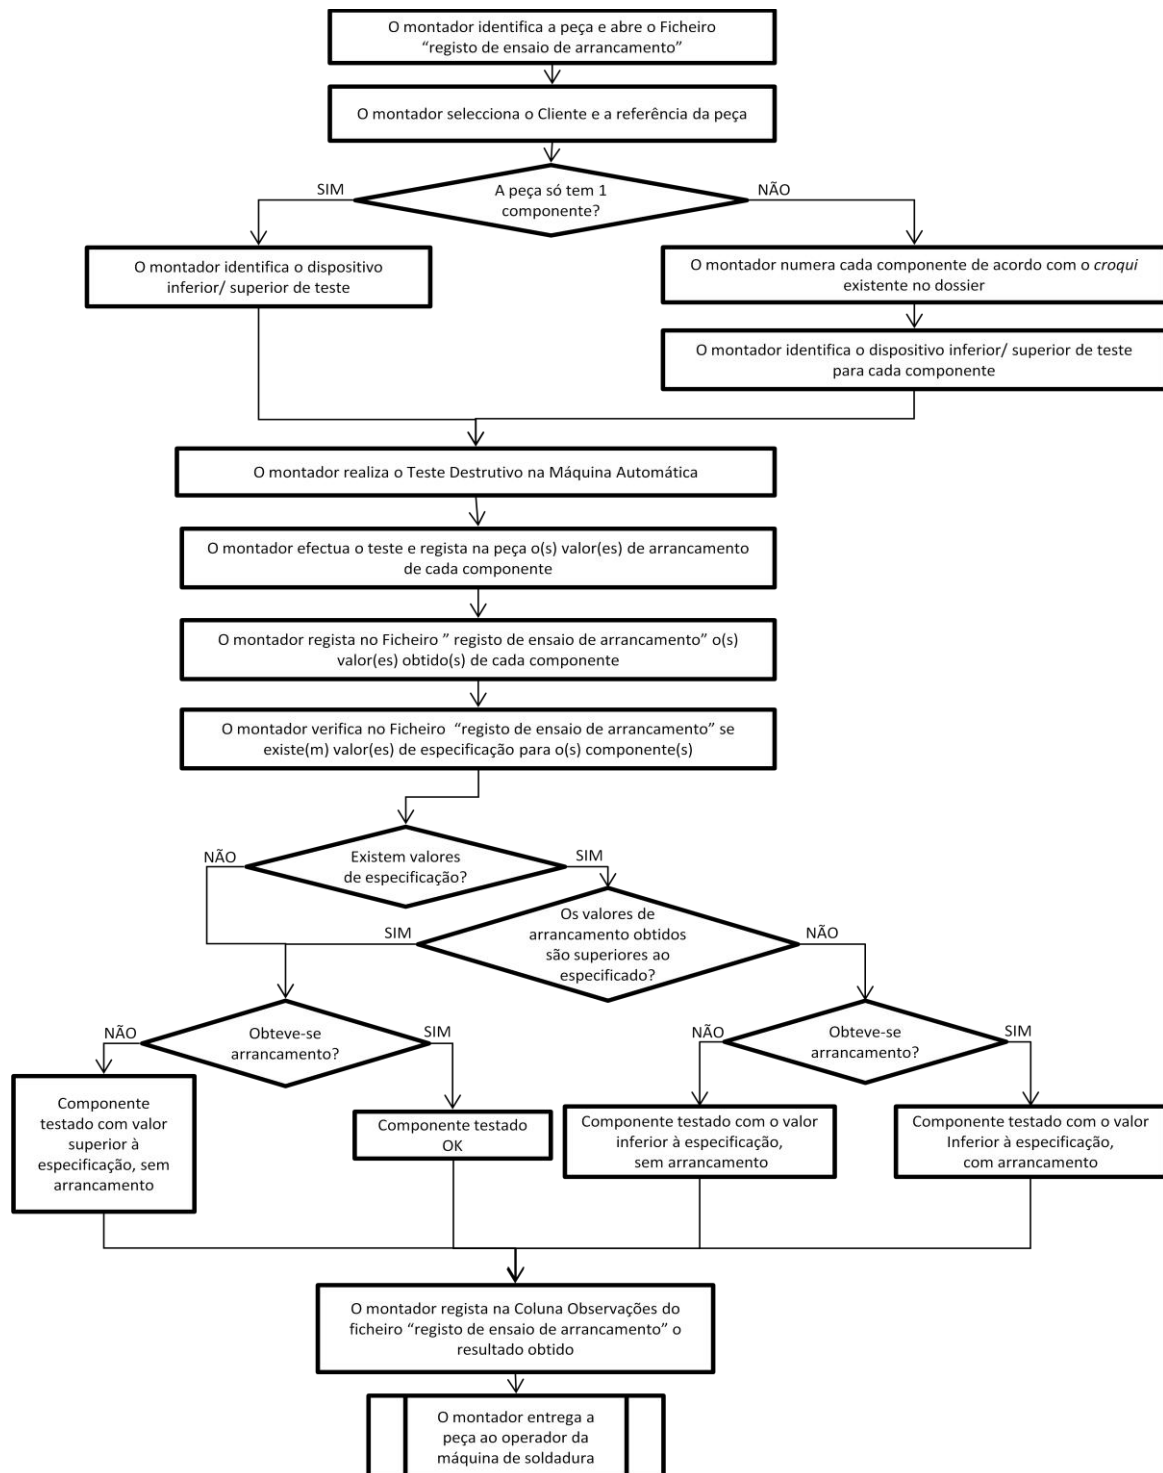 O montador identifica a peça e abre o Ficheiro
“registo de ensaio de arrancamento”
O montador selecciona o Cliente e a referência da peça
A peça só tem 1
componente?
SIM
NÃO
O montador identifica o dispositivo
inferior/ superior de teste
O montador numera cada componente de acordo com o croqui
existente no dossier
O montador identifica o dispositivo inferior/ superior de teste
para cada componente
O montador realiza o Teste Destrutivo na Máquina Automática
O montador efectua o teste e regista na peça o(s) valor(es) de arrancamento
de cada componente
O montador regista no Ficheiro ” registo de ensaio de arrancamento” o(s)
valor(es) obtido(s) de cada componente
O montador verifica no Ficheiro “registo de ensaio de arrancamento” se
existe(m) valor(es) de especificação para o(s) componente(s)
NÃO
Existem valores
de especificação?
SIM
SIM
Os valores de
arrancamento obtidos
são superiores ao
especificado?
NÃO
NÃO
Obteve-se
arrancamento?
SIM
NÃO
Obteve-se
arrancamento?
SIM
Componente
testado com valor
superior à
especificação, sem
arrancamento
Componente testado
OK
Componente testado com o valor
inferior à especificação,
sem arrancamento
Componente testado com o valor
Inferior à especificação,
com arrancamento
O montador regista na Coluna Observações do
ficheiro “registo de ensaio de arrancamento” o
resultado obtido
O montador entrega a
peça ao operador da
máquina de soldadura